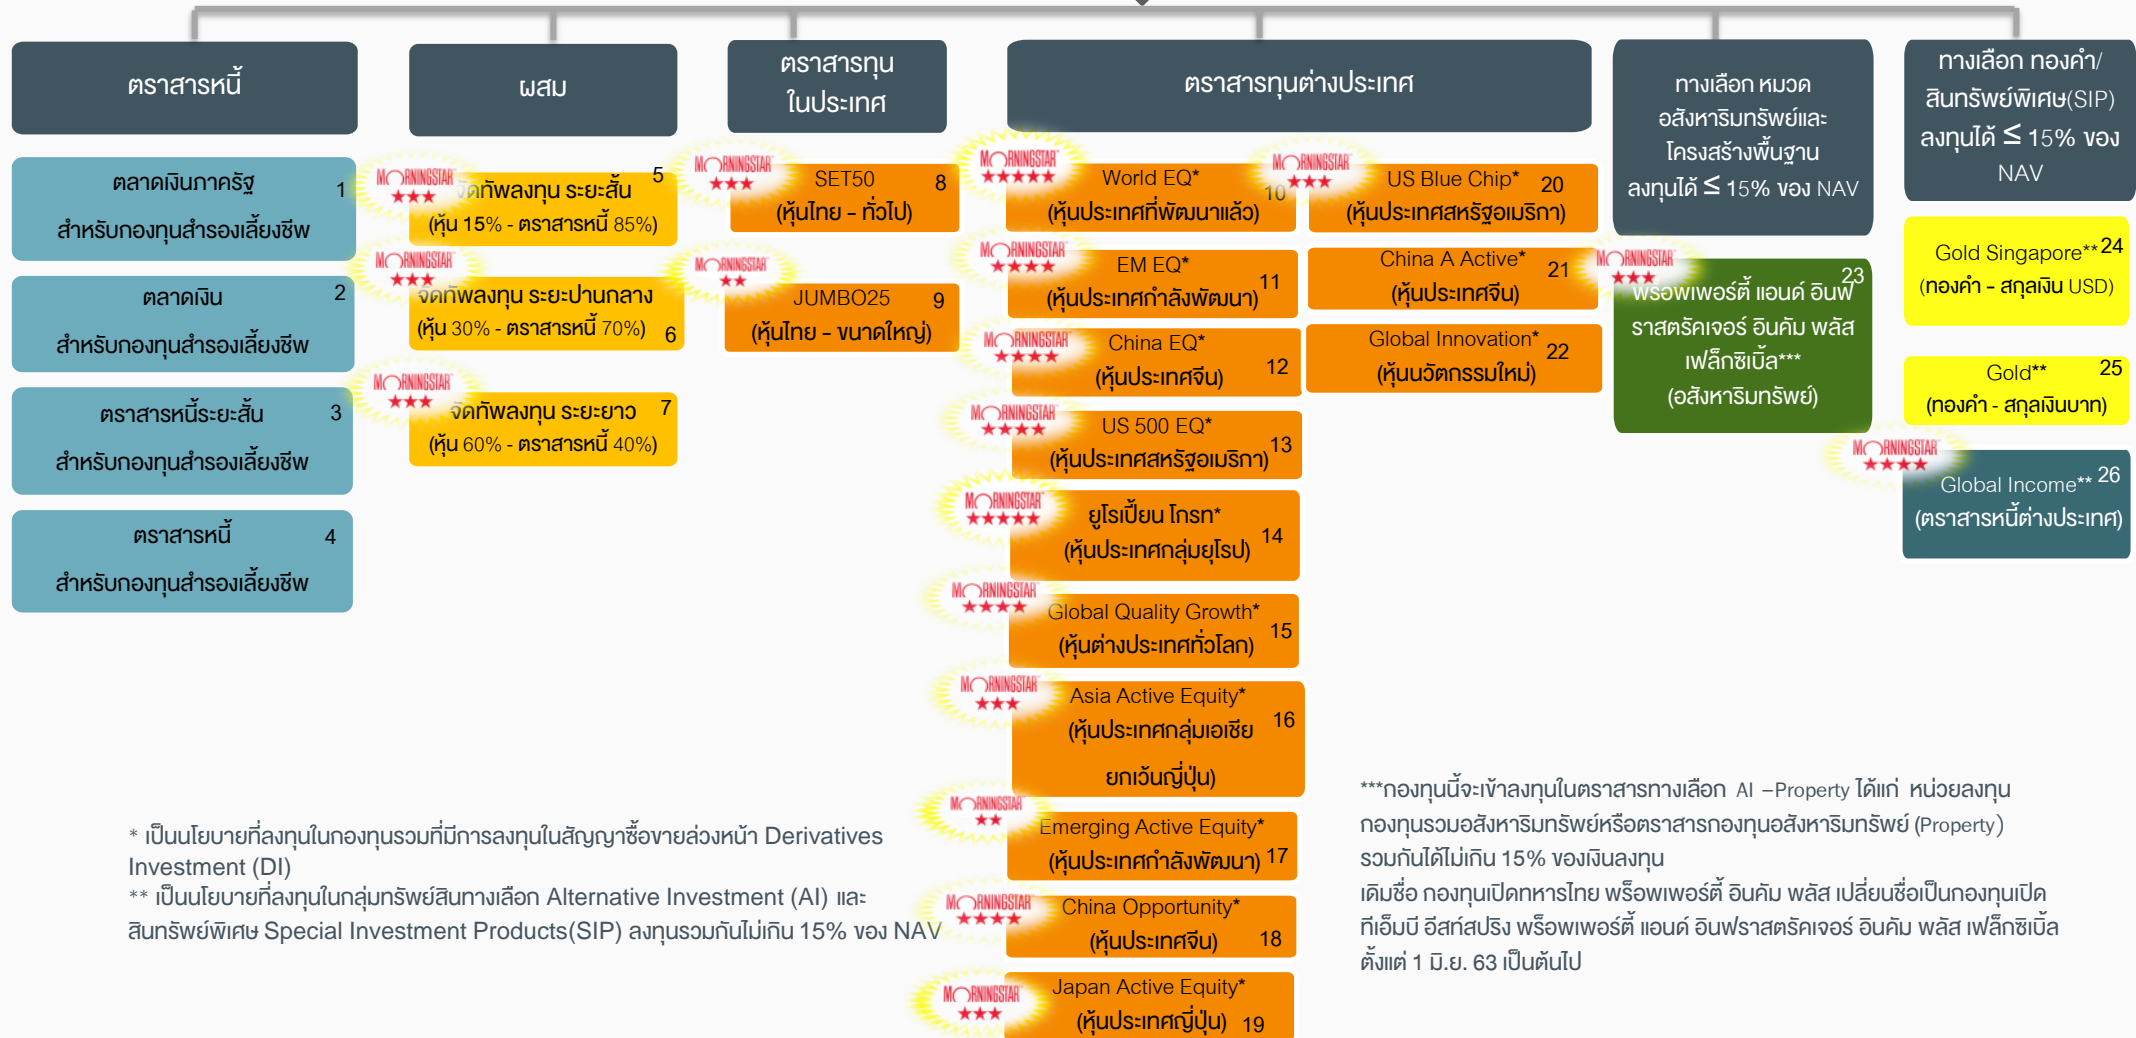 ตราสารหนี้
ตลาดเงินภาครัฐ 1
สำหรับกองทุนสำรองเลี้ยงชีพ
ตลาดเงิน 2
สำหรับกองทุนสำรองเลี้ยงชีพ
ตราสารหนี้ระยะสั้น 3
สำหรับกองทุนสำรองเลี้ยงชีพ
ตราสารหนี้ 4
สำหรับกองทุนสำรองเลี้ยงชีพ
ผสม
MORNINGSTAR
จัดทัพลงทุน ระยะสั้น 5
(หุ้น 15% - ตราสารหนี้ 85%)
MORNINGSTAR
จัดทัพลงทุน ระยะปานกลาง
(หุ้น 30% - ตราสารหนี้ 70%) 6
MORNINGSTAR
จัดทัพลงทุน ระยะยาว 7
(หุ้น 60% - ตราสารหนี้ 40%)
ตราสารทุน
ในประเทศ
MORNINGSTAR
SET50 8
(หุ้นไทย - ทั่วไป)
MORNINGSTAR
JUMBO25 9
(หุ้นไทย - ขนาดใหญ่)
ตราสารทุนต่างประเทศ
MORNINGSTAR
World EQ* 10
(หุ้นประเทศที่พัฒนาแล้ว)
MORNINGSTAR
EM EQ* 11
(หุ้นประเทศกำลังพัฒนา)
MORNINGSTAR
China EQ* 12
(หุ้นประเทศจีน)
MORNINGSTAR
US 500 EQ*
(หุ้นประเทศสหรัฐอเมริกา) 13
MORNINGSTAR
ยูโรเปี้ยน โกรท* 14
(หุ้นประเทศกลุ่มยุโรป)
MORNINGSTAR
Global Quality Growth* 15
(หุ้นต่างประเทศทั่วโลก)
MORNINGSTAR
Asia Active Equity*
(หุ้นประเทศกลุ่มเอเชีย 16
ยกเว้นญี่ปุ่น)
MORNINGSTAR
Emerging Active Equity*
(หุ้นประเทศกำลังพัฒนา) 17
MORNINGSTAR
China Opportunity*
(หุ้นประเทศจีน) 18
MORNINGSTAR
Japan Active Equity*
(หุ้นประเทศญี่ปุ่น) 19
MORNINGSTAR
US Blue Chip* 20
(หุ้นประเทศสหรัฐอเมริกา)
China A Active* 21
(หุ้นประเทศจีน)
Global Innovation* 22
(หุ้นนวัตกรรมใหม่)
ทางเลือก หมวด
อสังหาริมทรัพย์และ
โครงสร้างพื้นฐาน
ลงทุนได้ ≤ 15% ของ NAV
MORNINGSTAR
23
พร็อพเพอร์ตี้ แอนด์ อินฟ
ราสตรัคเจอร์ อินคัม พลัส
เฟล็กซิเบิ้ล***
(อสังหาริมทรัพย์)
ทางเลือก ทองคำ/
สินทรัพย์พิเศษ(SIP)
ลงทุนได้ ≤ 15% ของ
NAV
Gold Singapore** 24
(ทองคำ - สกุลเงิน USD)
Gold** 25
(ทองคำ - สกุลเงินบาท)
MORNINGSTAR
Global Income** 26
(ตราสารหนี้ต่างประเทศ)
* เป็นนโยบายที่ลงทุนในกองทุนรวมที่มีการลงทุนในสัญญาซื้อขายล่วงหน้า Derivatives
Investment (DI)
** เป็นนโยบายที่ลงทุนในกลุ่มทรัพย์สินทางเลือก Alternative Investment (AI) และ
สินทรัพย์พิเศษ Special Investment Products(SIP) ลงทุนรวมกันไม่เกิน 15% ของ NAV
***กองทุนนี้จะเข้าลงทุนในตราสารทางเลือก AI –Property ได้แก่ หน่วยลงทุน
กองทุนรวมอสังหาริมทรัพย์หรือตราสารกองทุนอสังหาริมทรัพย์ (Property)
รวมกันได้ไม่เกิน 15% ของเงินลงทุน
เดิมชื่อ กองทุนเปิดทหารไทย พร็อพเพอร์ตี้ อินคัม พลัส เปลี่ยนชื่อเป็นกองทุนเปิด
ทีเอ็มบี อีสท์สปริง พร็อพเพอร์ตี้ แอนด์ อินฟราสตรัคเจอร์ อินคัม พลัส เฟล็กซิเบิ้ล
ตั้งแต่ 1 มิ.ย. 63 เป็นต้นไป